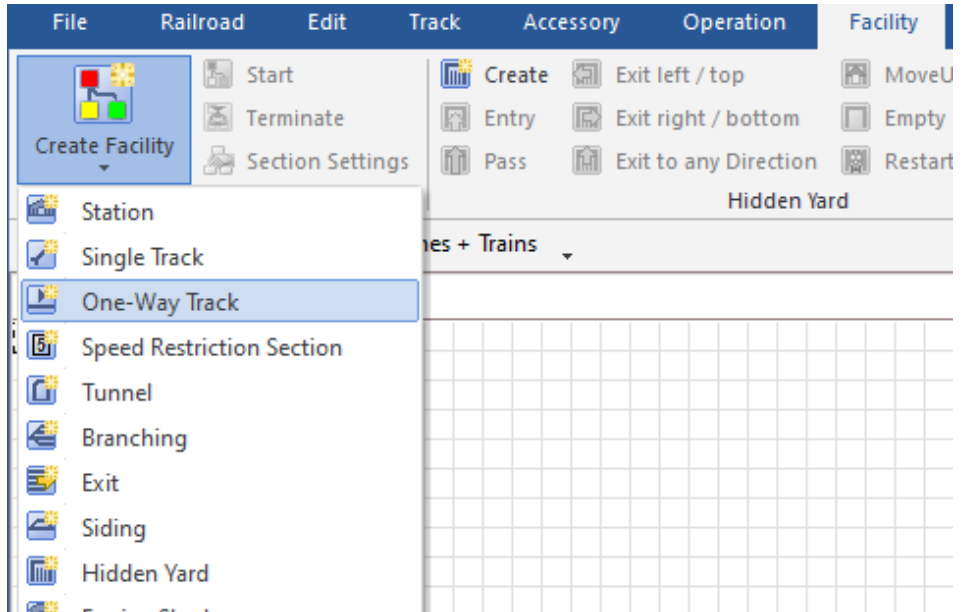 File Railroad Edit Track Accessory Operation Facility
Start Create Exit left / top
Terminate Entry Exit right / bottom Empty
Create Facility
Section Settings Pass Exit to any Direction Restart
Hidden Yard
Station
+ Trains
Single Track
One-Way Track
5 Speed Restriction Section
Tunnel
Branching
Exit
Siding
Hidden Yard